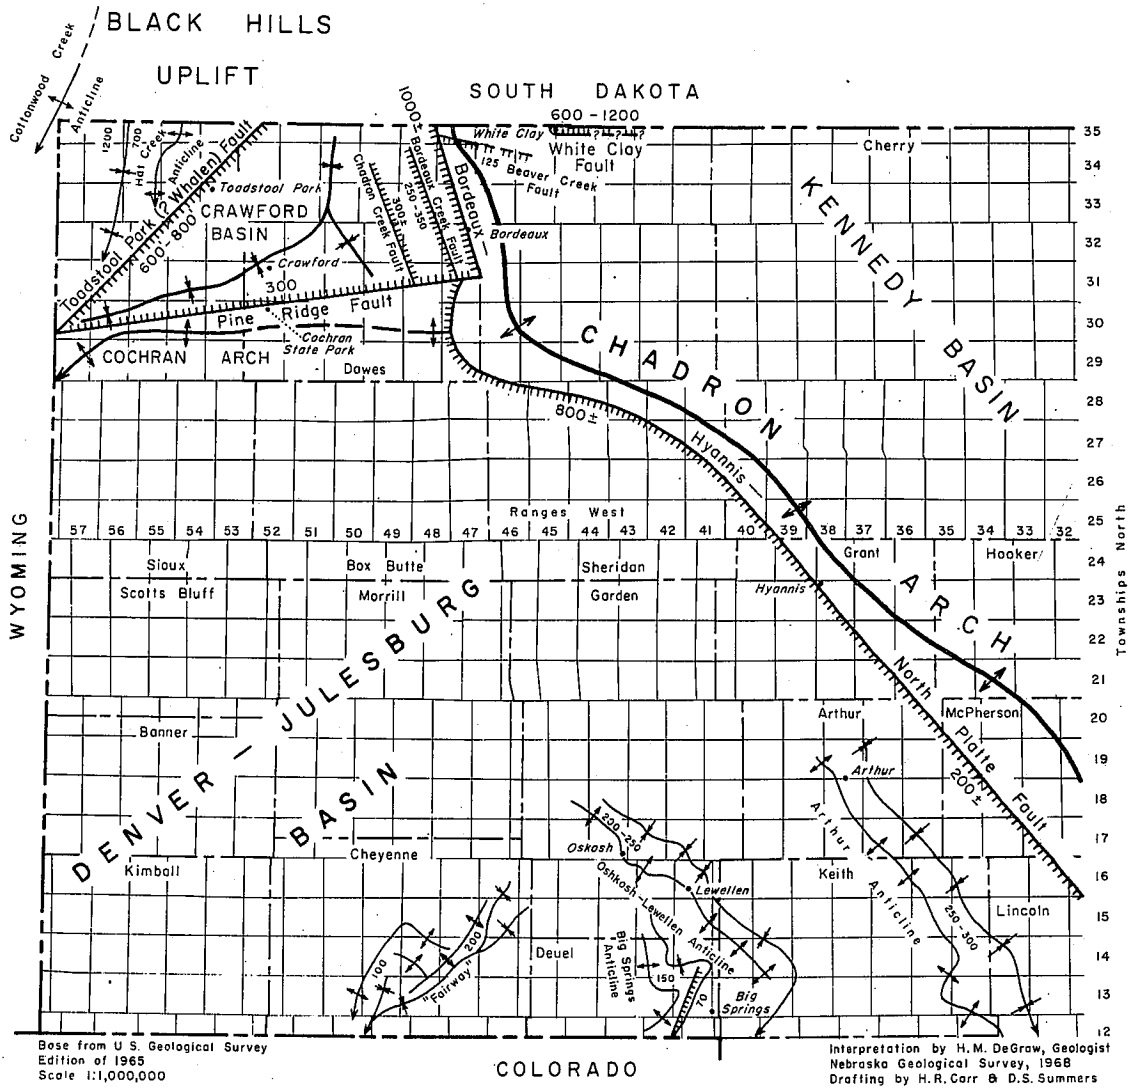 BLACK HILLS
UPLIFT
Cottonwood Creek
Anticline
SOUTH DAKOTA
1000±
600-1200
White Clay
White Clay
Fault
125 Beaver Creek
Fault
Cherry
35
34
33
32
31
30
29
28
27
26
25
24
23
22
21
20
19
18
17
16
15
14
13
12
Townships North
1200
700
Hat Creek
Anticline
Toadstool Park (? Whalen) Fault
600-800
Toadstool Park
CRAWFORD
BASIN
Crawford
300
Pine Ridge Fault
Cochran
State Park
COCHRAN ARCH
Dawes
Chadron Creek Fault
300±
250-350
Bordeaux Creek Fault
Bordeaux —
Bordeaux
KENNEDY BASIN
CHADRON
ARCH
800±
Hyannis —
North Platte Fault
200±
Ranges West
57 56 55 54 53 52 51 50 49 48 47 46 45 44 43 42 41 40 39 38 37 36 35 34 33 32
WYOMING
Sioux
Box Butte
Sheridan
Grant
Hooker
Scotts Bluff
Morrill
Garden
Hyannis
DENVER — JULESBURG
BASIN
Banner
Arthur
McPherson
Arthur
Arthur Anticline
Kimball
Cheyenne
Oskosh
200-250
Oshkosh-Lewellen Anticline
Lewellen
Keith
250-300
Lincoln
Deuel
100
200
"Fairway"
Big Springs
Anticline
150
70
Big
Springs
Base from U S. Geological Survey
Edition of 1965
Scale 1:1,000,000
COLORADO
Interpretation by H.M. DeGraw, Geologist
Nebraska Geological Survey, 1968
Drafting by H.R. Carr & D.S. Summers